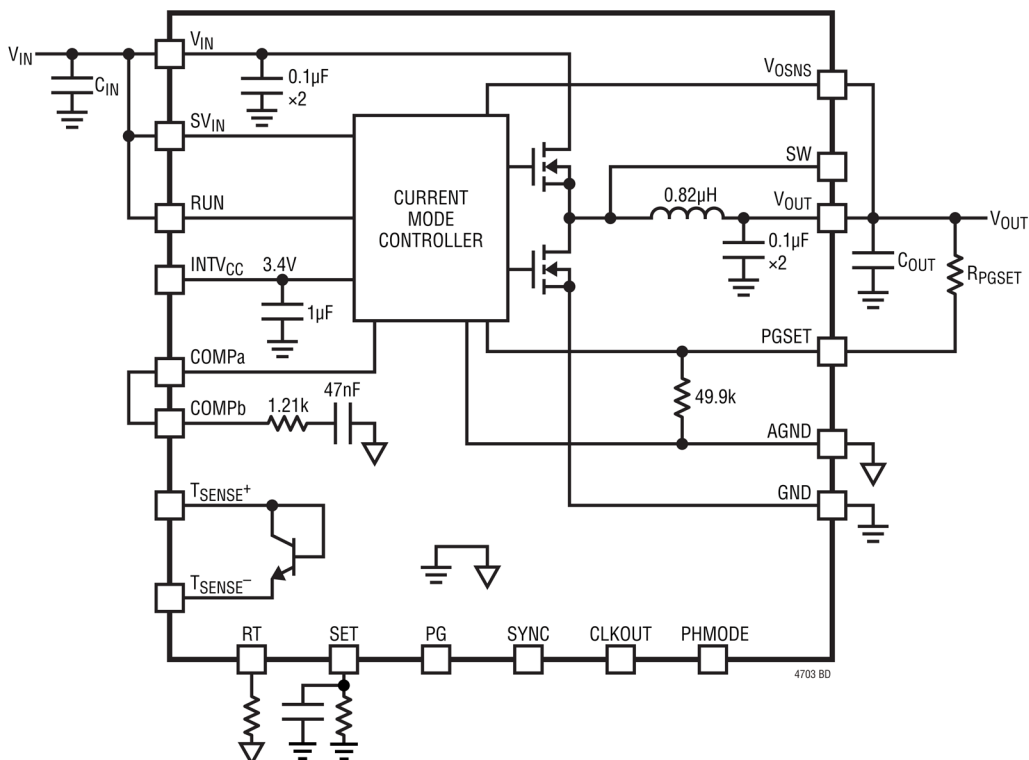 VIN
VIN
CIN
0.1µF
×2
VOSNS
SVIN
SW
CURRENT
MODE
CONTROLLER
RUN
0.82µH
VOUT
VOUT
0.1µF
×2
COUT
RPGSET
INTVCC
3.4V
1µF
PGSET
COMPa
49.9k
COMPb
1.21k
47nF
AGND
TSENSE+
GND
TSENSE–
RT
SET
PG
SYNC
CLKOUT
PHMODE
4703 BD